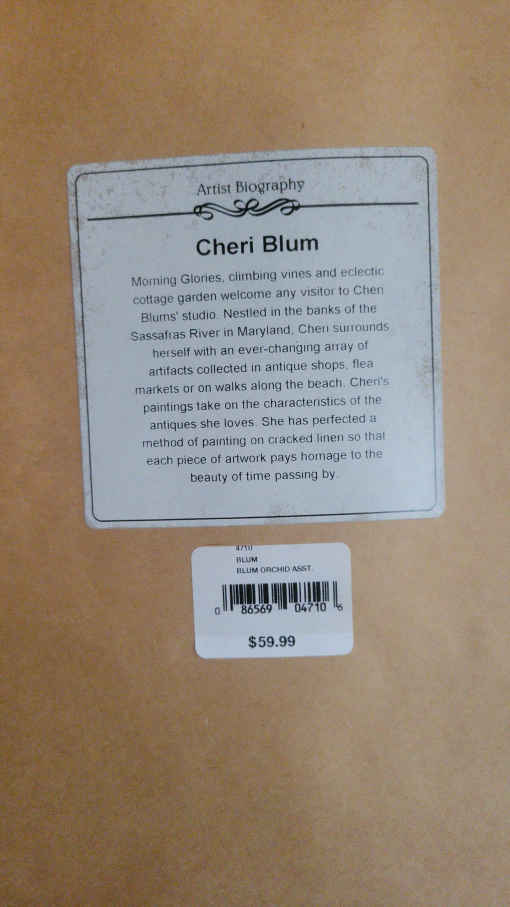 Artist Biography
Cheri Blum
Morning Glories, climbing vines and eclectic
cottage garden welcome any visitor to Cheri
Blums' studio. Nestled in the banks of the
Sassafras River in Maryland, Cheri surrounds
herself with an ever-changing array of
artifacts collected in antique shops, flea
markets or on walks along the beach. Cheri's
paintings take on the characteristics of the
antiques she loves. She has perfected a
method of painting on cracked linen so that
each piece of artwork pays homage to the
beauty of time passing by.
4710
BLUM
BLUM ORCHID ASST.
0 86569 04710 6
$59.99